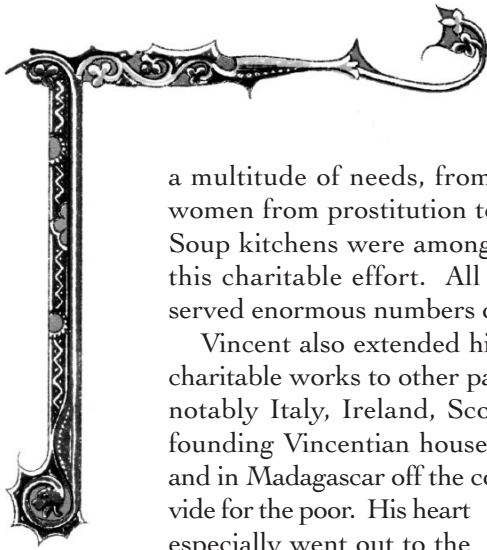 a multitude of needs, from
women from prostitution to
Soup kitchens were among
this charitable effort. All
served enormous numbers o
Vincent also extended hi
charitable works to other pa
notably Italy, Ireland, Sco
founding Vincentian house
and in Madagascar off the co
vide for the poor. His heart
especially went out to the